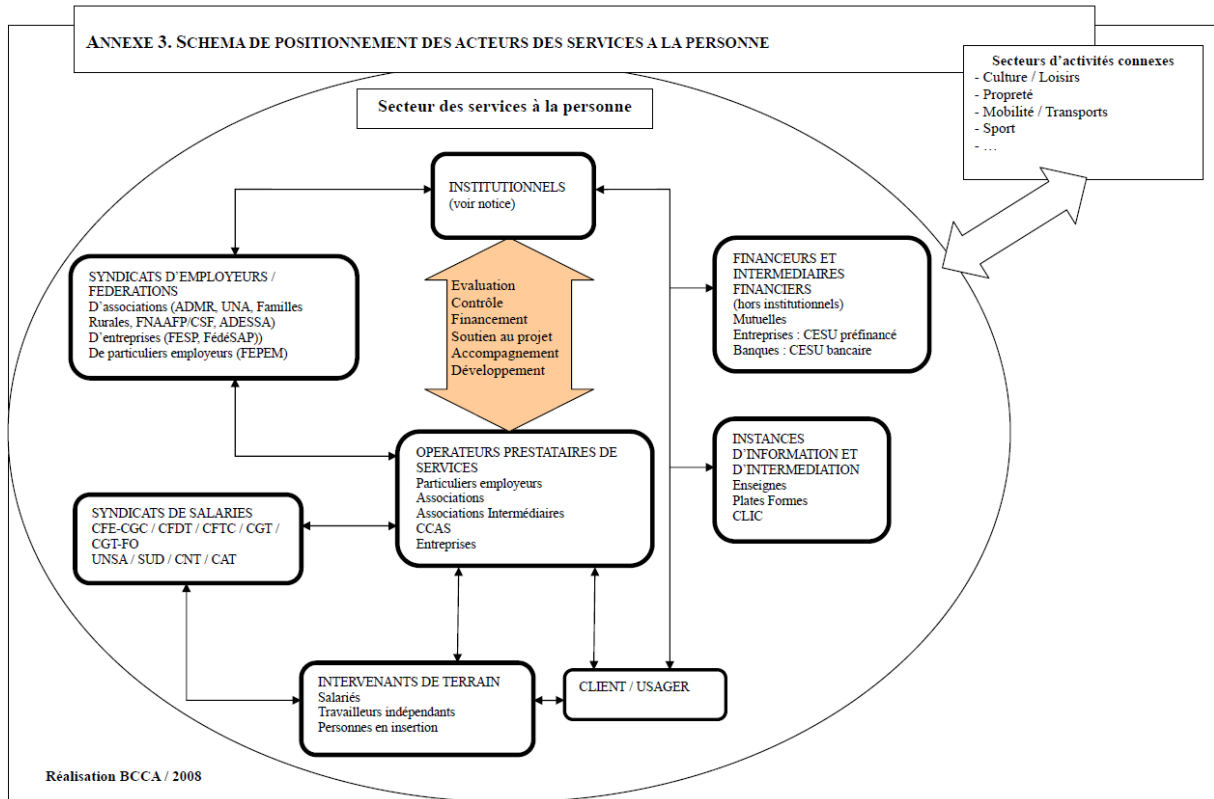 ANNEXE 3. SCHEMA DE POSITIONNEMENT DES ACTEURS DES SERVICES A LA PERSONNE
Secteurs d'activités connexes
- Culture / Loisirs
- Propreté
- Mobilité / Transports
- Sport
- …
Secteur des services à la personne
INSTITUTIONNELS
(voir notice)
SYNDICATS D'EMPLOYEURS /
FEDERATIONS
D'associations (ADMR, UNA, Familles
Rurales, FNAAFP/CSF, ADESSA)
D'entreprises (FESP, FédéSAP))
De particuliers employeurs (FEPEM)
Evaluation
Contrôle
Financement
Soutien au projet
Accompagnement
Développement
FINANCEURS ET
INTERMEDIAIRES
FINANCIERS
(hors institutionnels)
Mutuelles
Entreprises : CESU préfinancé
Banques : CESU bancaire
OPERATEURS PRESTATAIRES DE
SERVICES
Particuliers employeurs
Associations
Associations Intermédiaires
CCAS
Entreprises
INSTANCES
D'INFORMATION ET
D'INTERMEDIATION
Enseignes
Plates Formes
CLIC
SYNDICATS DE SALARIES
CFE-CGC / CFDT / CFTC / CGT /
CGT-FO
UNSA / SUD / CNT / CAT
INTERVENANTS DE TERRAIN
Salariés
Travailleurs indépendants
Personnes en insertion
CLIENT / USAGER
Réalisation BCCA / 2008